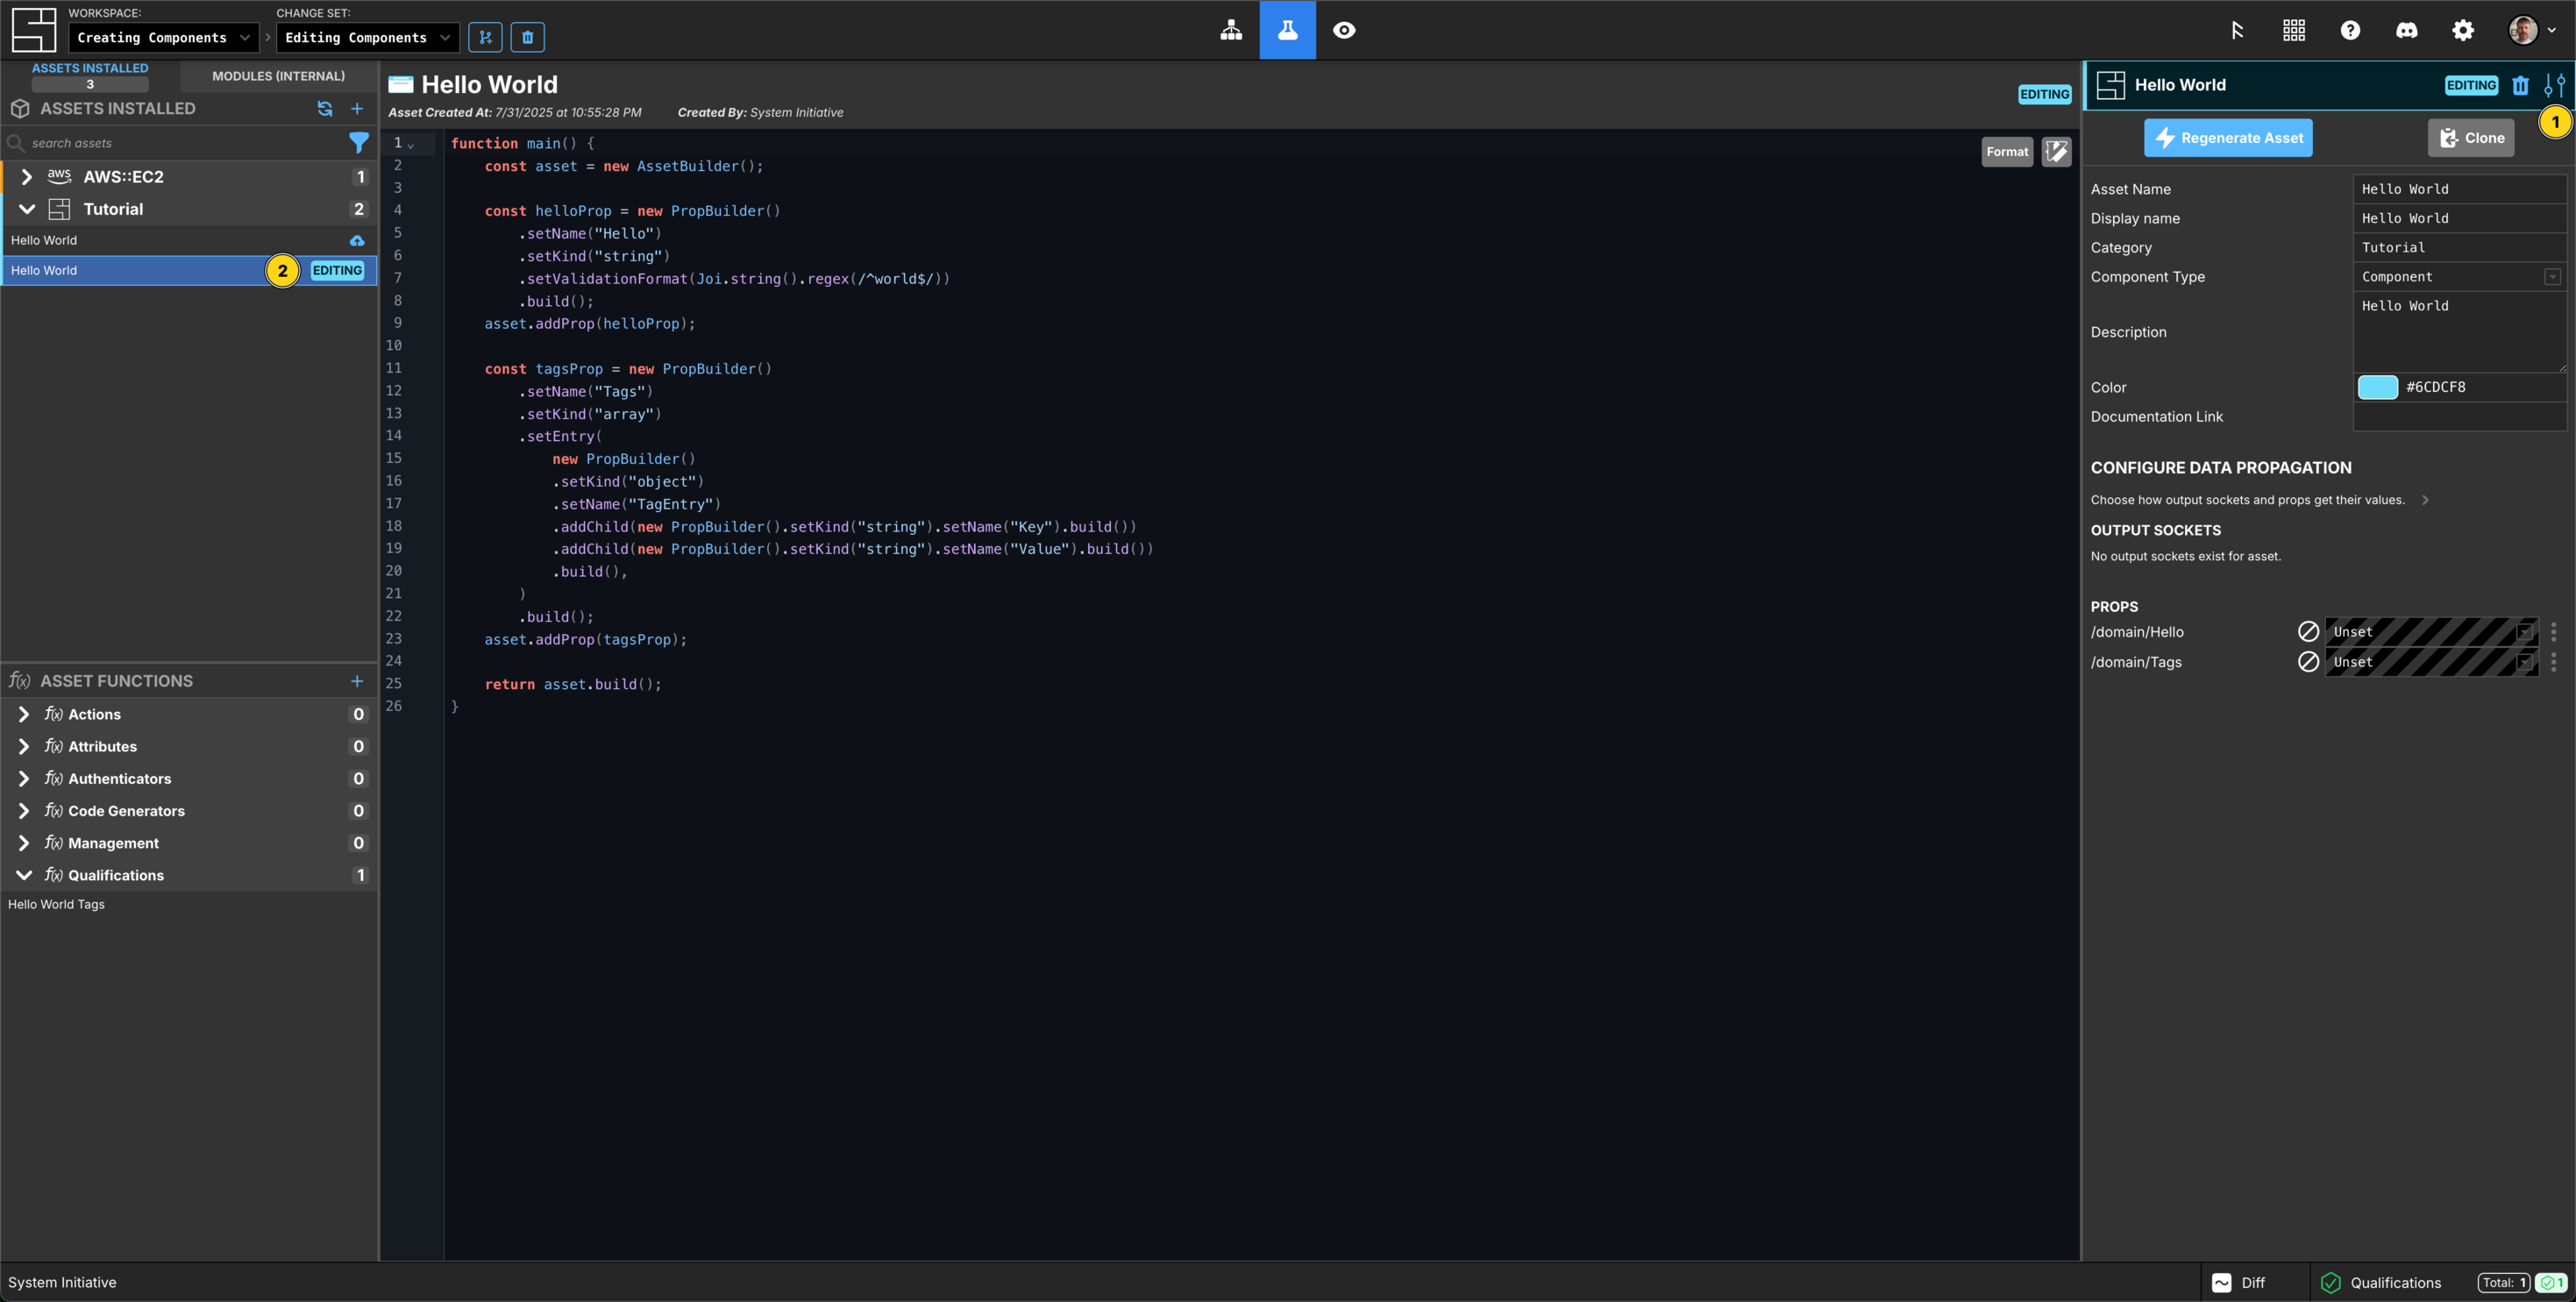 WORKSPACE:
Creating Components
CHANGE SET:
Editing Components
ASSETS INSTALLED
3
MODULES (INTERNAL)
ASSETS INSTALLED
search assets
aws AWS::EC2 1
Tutorial 2
Hello World
Hello World 2 EDITING
ASSET FUNCTIONS
f(x) Actions 0
f(x) Attributes 0
f(x) Authenticators 0
f(x) Code Generators 0
f(x) Management 0
f(x) Qualifications 1
Hello World Tags
Hello World
Asset Created At: 7/31/2025 at 10:55:28 PM Created By: System Initiative
EDITING
Format
1 function main() {
2     const asset = new AssetBuilder();
3
4     const helloProp = new PropBuilder()
5         .setName("Hello")
6         .setKind("string")
7         .setValidationFormat(Joi.string().regex(/^world$/))
8         .build();
9     asset.addProp(helloProp);
10
11     const tagsProp = new PropBuilder()
12         .setName("Tags")
13         .setKind("array")
14         .setEntry(
15             new PropBuilder()
16             .setKind("object")
17             .setName("TagEntry")
18             .addChild(new PropBuilder().setKind("string").setName("Key").build())
19             .addChild(new PropBuilder().setKind("string").setName("Value").build())
20             .build(),
21         )
22         .build();
23     asset.addProp(tagsProp);
24
25     return asset.build();
26 }
Hello World EDITING
1
Regenerate Asset
Clone
Asset Name Hello World
Display name Hello World
Category Tutorial
Component Type Component
Description Hello World
Color #6CDCF8
Documentation Link
CONFIGURE DATA PROPAGATION
Choose how output sockets and props get their values.
OUTPUT SOCKETS
No output sockets exist for asset.
PROPS
/domain/Hello Unset
/domain/Tags Unset
System Initiative
Diff
Qualifications Total: 1 1